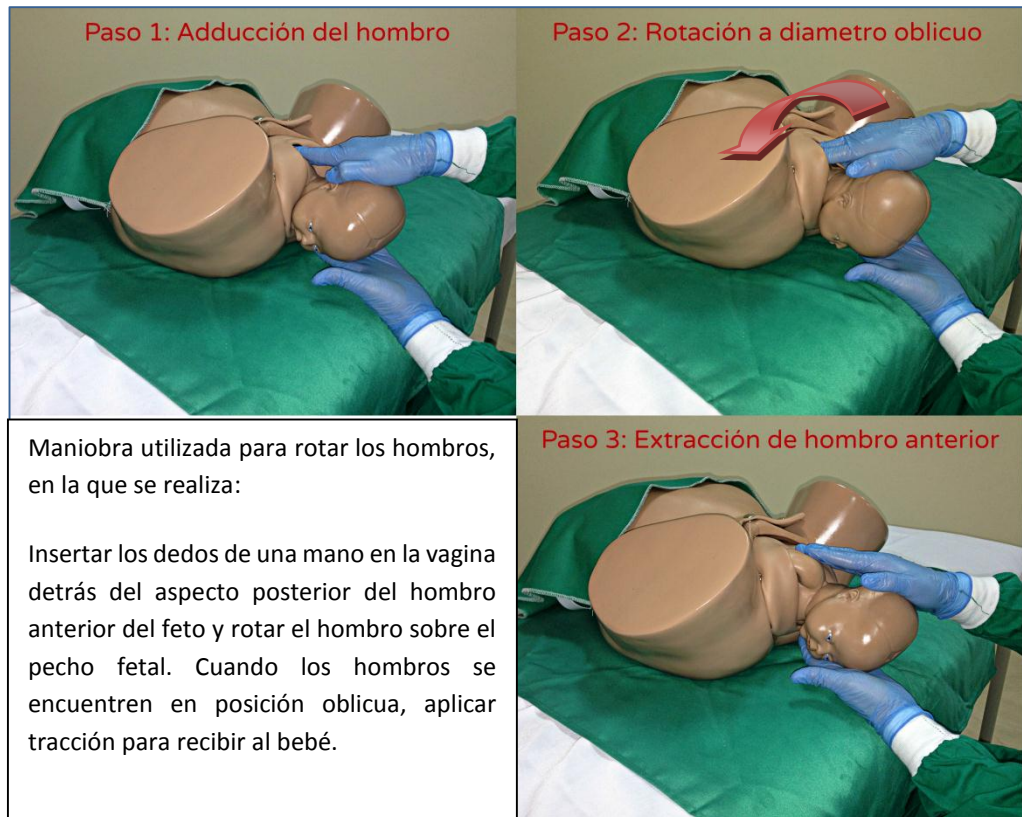 Paso 1: Adducción del hombro
Paso 2: Rotación a diametro oblicuo
Maniobra utilizada para rotar los hombros,
en la que se realiza:
Insertar los dedos de una mano en la vagina
detrás del aspecto posterior del hombro
anterior del feto y rotar el hombro sobre el
pecho fetal. Cuando los hombros se
encuentren en posición oblicua, aplicar
tracción para recibir al bebé.
Paso 3: Extracción de hombro anterior